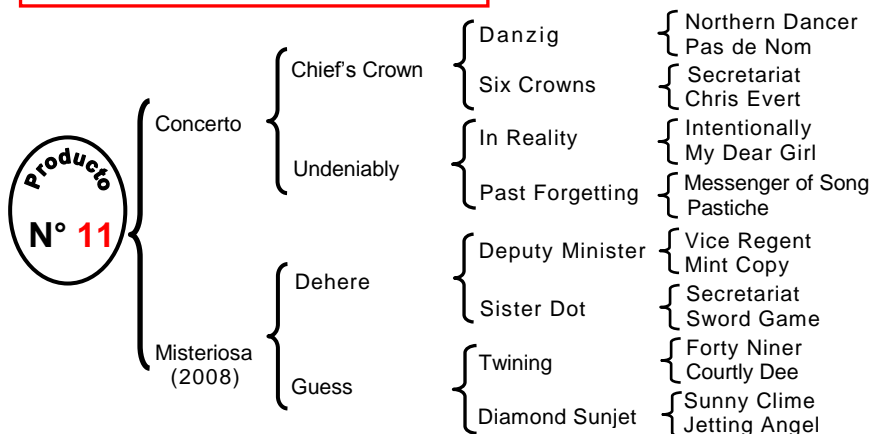 Producto
N° 11
Concerto
Misteriosa
(2008)
Chief's Crown
Undeniably
Dehere
Guess
Danzig
Six Crowns
In Reality
Past Forgetting
Deputy Minister
Sister Dot
Twining
Diamond Sunjet
Northern Dancer
Pas de Nom
Secretariat
Chris Evert
Intentionally
My Dear Girl
Messenger of Song
Pastiche
Vice Regent
Mint Copy
Secretariat
Sword Game
Forty Niner
Courtly Dee
Sunny Clime
Jetting Angel